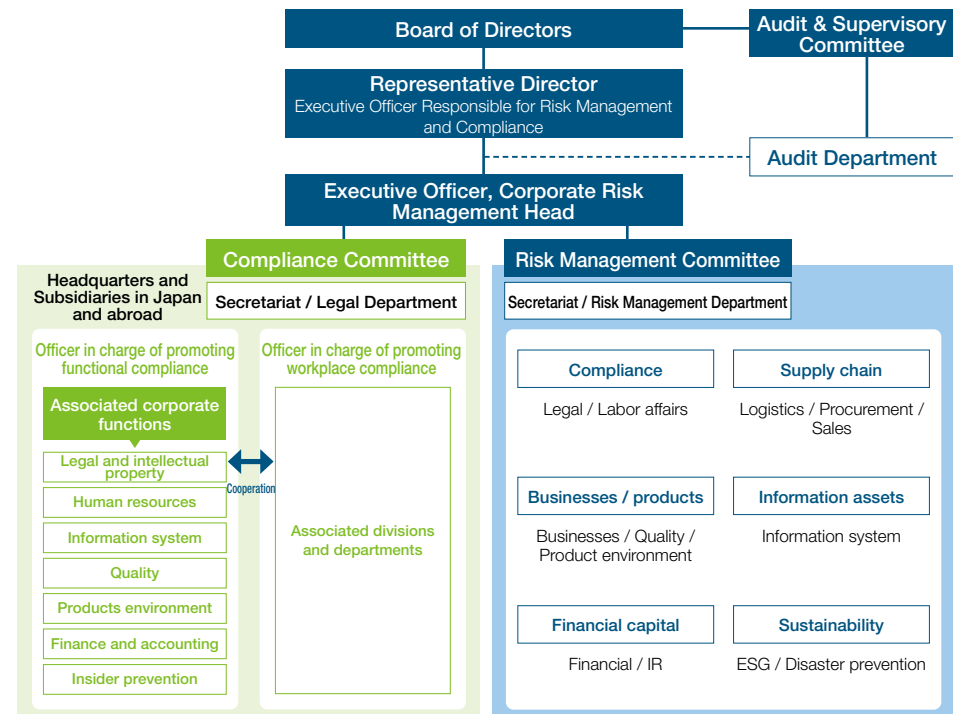 Board of Directors
Audit & Supervisory
Committee
Representative Director
Executive Officer Responsible for Risk Management
and Compliance
Audit Department
Executive Officer, Corporate Risk
Management Head
Headquarters and
Subsidiaries in Japan
and abroad
Compliance Committee
Secretariat / Legal Department
Risk Management Committee
Secretariat / Risk Management Department
Officer in charge of promoting
functional compliance
Associated corporate
functions
Legal and intellectual
property
Human resources
Information system
Quality
Products environment
Finance and accounting
Insider prevention
Cooperation
Officer in charge of promoting
workplace compliance
Associated divisions
and departments
Compliance
Legal / Labor affairs
Supply chain
Logistics / Procurement /
Sales
Businesses / products
Businesses / Quality /
Product environment
Information assets
Information system
Financial capital
Financial / IR
Sustainability
ESG / Disaster prevention